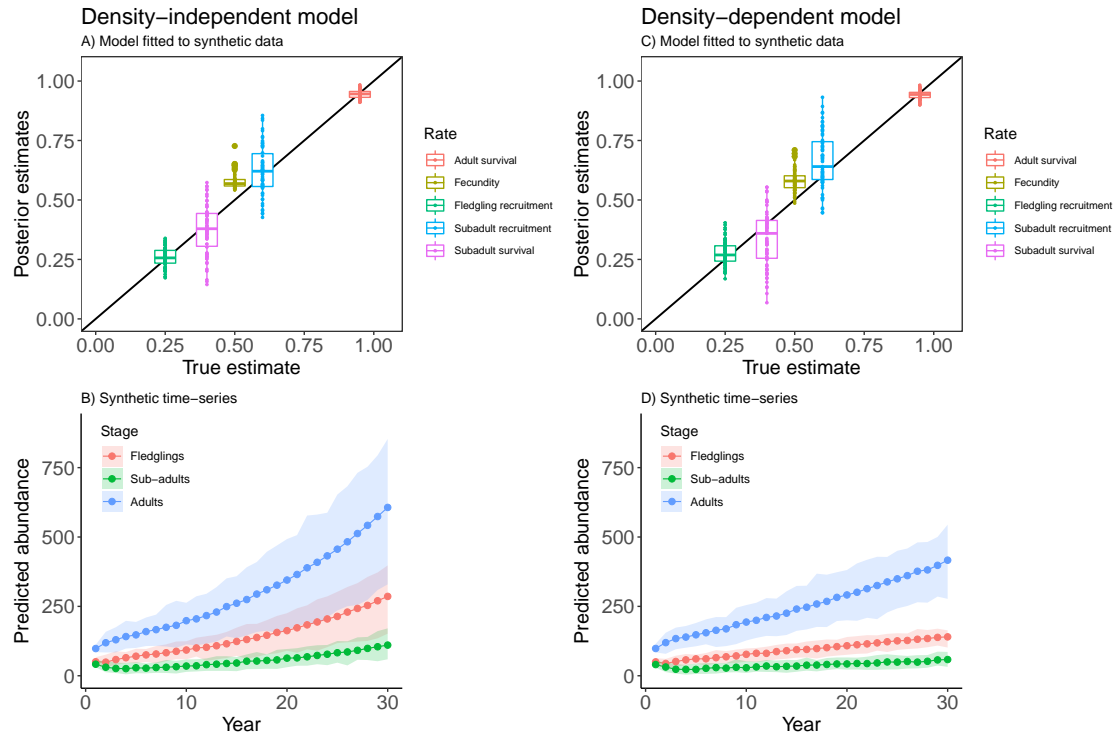 Density−independent model
A) Model fitted to synthetic data
1.00
0.75
0.50
0.25
0.00
Posterior estimates
0.00 0.25 0.50 0.75 1.00
True estimate
Rate
Adult survival
Fecundity
Fledgling recruitment
Subadult recruitment
Subadult survival
Density−dependent model
C) Model fitted to synthetic data
1.00
0.75
0.50
0.25
0.00
Posterior estimates
0.00 0.25 0.50 0.75 1.00
True estimate
Rate
Adult survival
Fecundity
Fledgling recruitment
Subadult recruitment
Subadult survival
B) Synthetic time−series
Stage
Fledglings
Sub−adults
Adults
750
500
250
0
Predicted abundance
0 10 20 30
Year
D) Synthetic time−series
Stage
Fledglings
Sub−adults
Adults
750
500
250
0
Predicted abundance
0 10 20 30
Year